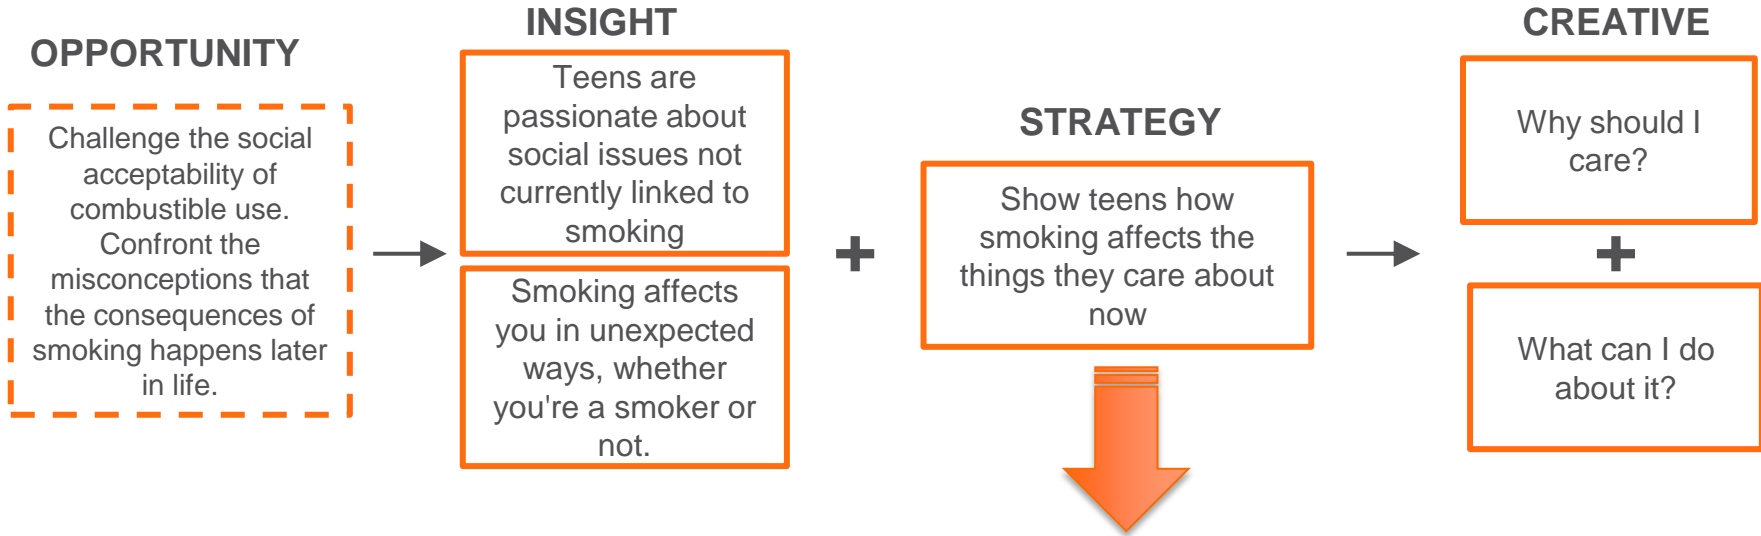 OPPORTUNITY
Challenge the social
acceptability of
combustible use.
Confront the
misconceptions that
the consequences of
smoking happens later
in life.
INSIGHT
Teens are
passionate about
social issues not
currently linked to
smoking
Smoking affects
you in unexpected
ways, whether
you're a smoker or
not.
+
STRATEGY
Show teens how
smoking affects the
things they care about
now
CREATIVE
Why should I
care?
+
What can I do
about it?